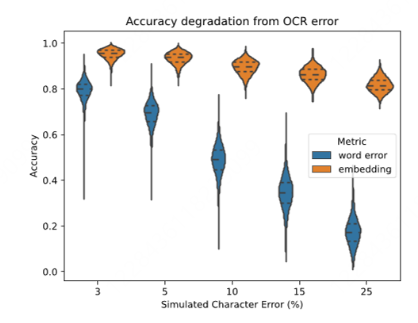 Accuracy degradation from OCR error
1.0
0.8
0.6
0.4
0.2
0.0
Accuracy
Metric
word error
embedding
3
5
10
15
25
Simulated Character Error (%)